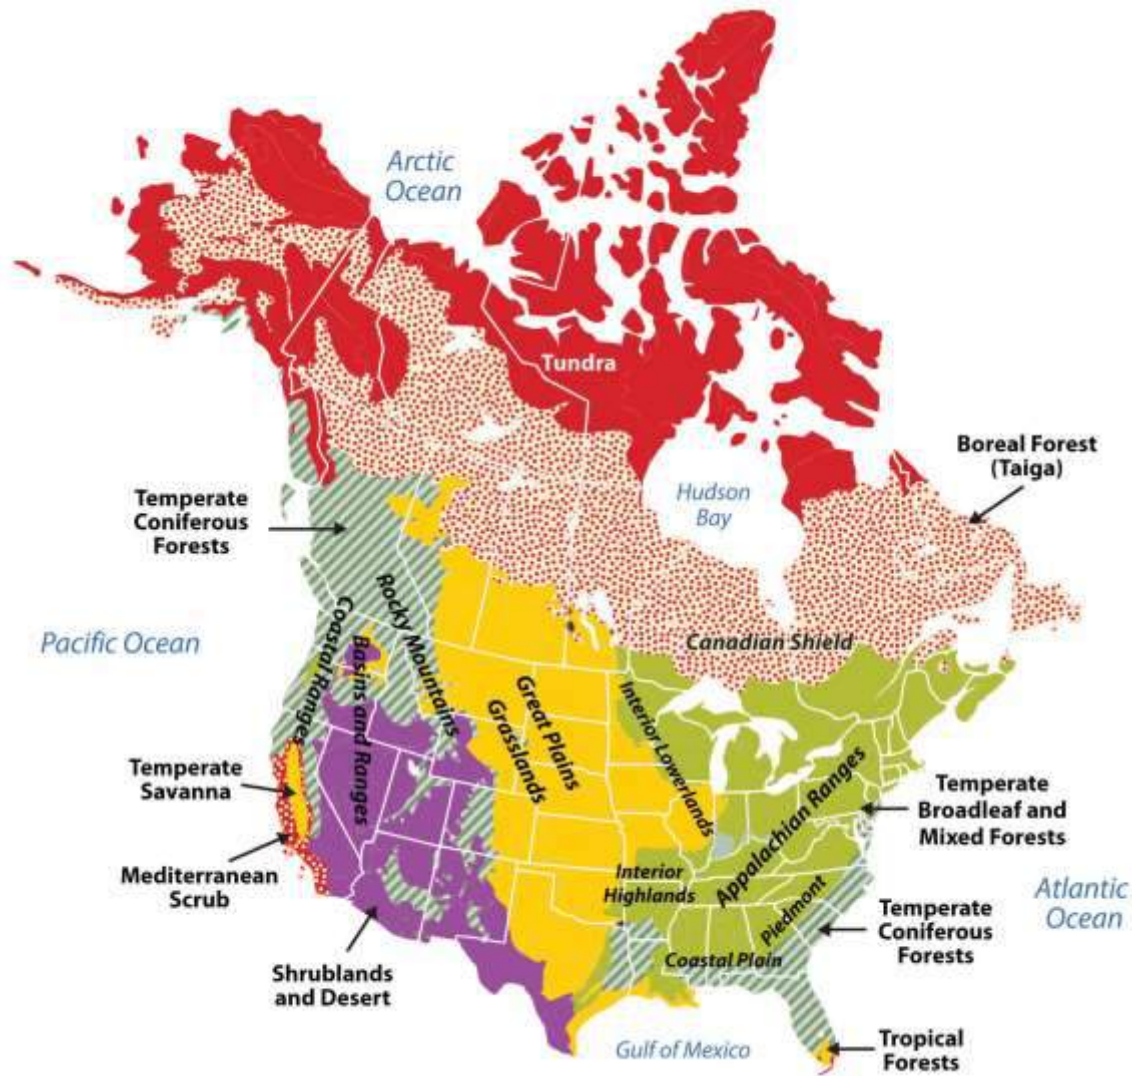 Arctic
Ocean
Tundra
Boreal Forest
(Taiga)
Hudson
Bay
Temperate
Coniferous
Forests
Rocky Mountains
Coastal Ranges
Basins and Ranges
Pacific Ocean
Canadian Shield
Great Plains
Grasslands
Interior Lowerlands
Temperate
Savanna
Appalachian Ranges
Temperate
Broadleaf and
Mixed Forests
Mediterranean
Scrub
Interior
Highlands
Piedmont
Atlantic
Ocean
Temperate
Coniferous
Forests
Coastal Plain
Shrublands
and Desert
Gulf of Mexico
Tropical
Forests